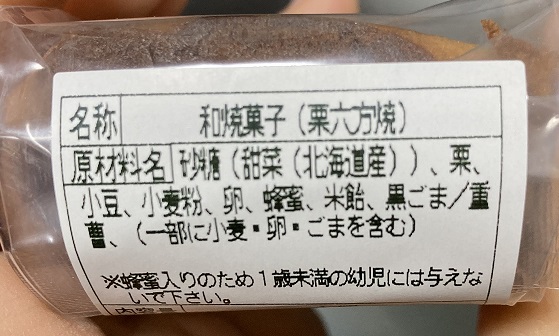 名称 和焼菓子（栗六方焼）
原材料名 砂糖（甜菜（北海道産））、栗、
小豆、小麦粉、卵、蜂蜜、米飴、黒ごま／重
曹、（一部に小麦・卵・ごまを含む）
※蜂蜜入りのため１歳未満の幼児には与えな
いで下さい。